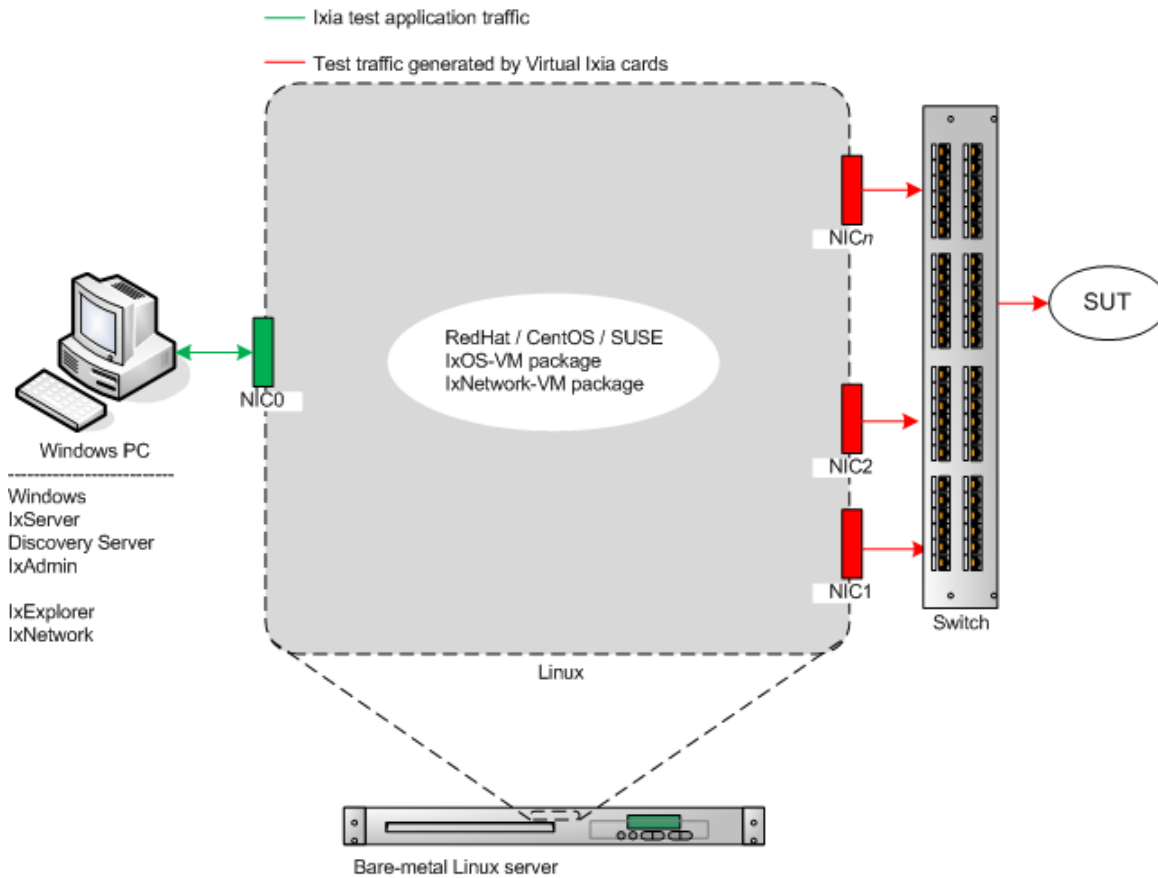 Ixia test application traffic
Test traffic generated by Virtual Ixia cards
NICn
SUT
RedHat / CentOS / SUSE
IxOS-VM package
IxNetwork-VM package
NIC0
Windows PC
----------------------------
Windows
IxServer
Discovery Server
IxAdmin
IxExplorer
IxNetwork
NIC2
NIC1
Switch
Linux
Bare-metal Linux server